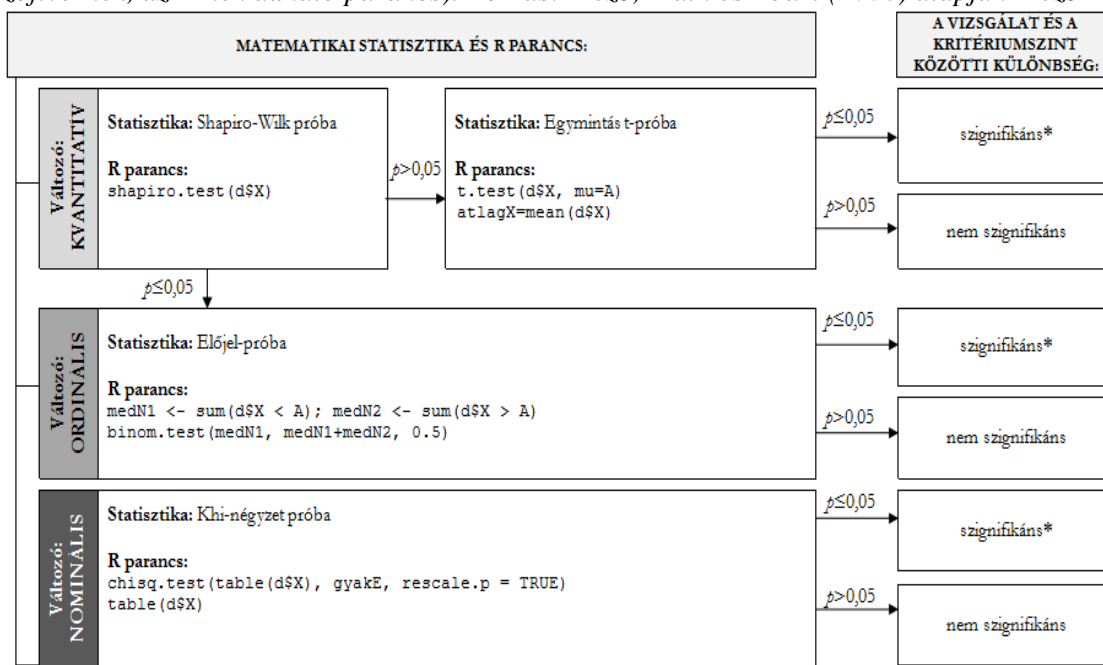 MATEMATIKAI STATISZTIKA ÉS R PARANCS:
A VIZSGÁLAT ÉS A
KRITÉRIUMSZINT
KÖZÖTTI KÜLÖNBSÉG:
Változó:
KVANTITATÍV
Statisztika: Shapiro-Wilk próba
R parancs:
shapiro.test(d$X)
p>0,05
Statisztika: Egymintás t-próba
R parancs:
t.test(d$X, mu=A)
atlagX=mean(d$X)
p≤0,05
szignifikáns*
p>0,05
nem szignifikáns
p≤0,05
Változó:
ORDINÁLIS
Statisztika: Előjel-próba
R parancs:
medN1 <- sum(d$X < A); medN2 <- sum(d$X > A)
binom.test(medN1, medN1+medN2, 0.5)
p≤0,05
szignifikáns*
p>0,05
nem szignifikáns
Változó:
NOMINÁLIS
Statisztika: Khi-négyzet próba
R parancs:
chisq.test(table(d$X), gyakE, rescale.p = TRUE)
table(d$X)
p≤0,05
szignifikáns*
p>0,05
nem szignifikáns